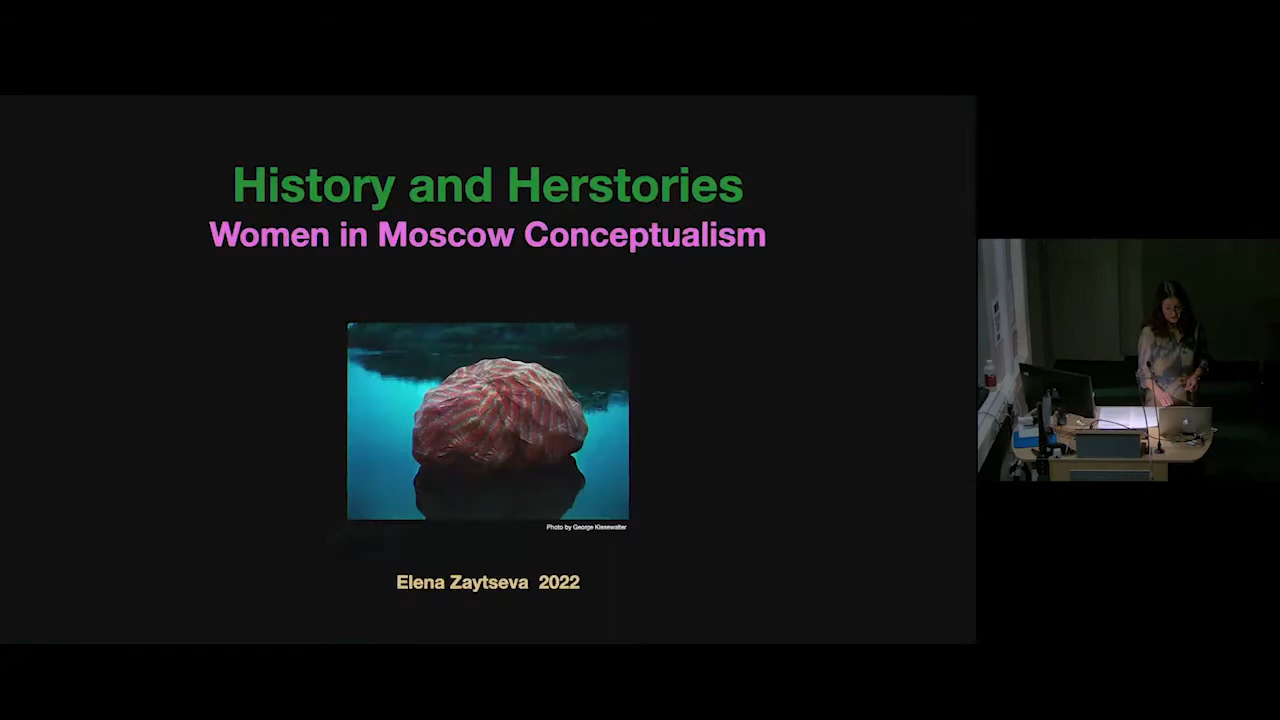 History and Herstories
Women in Moscow Conceptualism
Photo by George Kiesewalter
Elena Zaytseva 2022